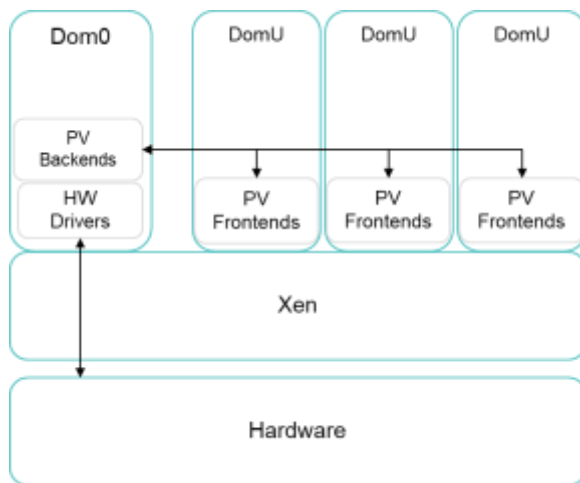 Dom0
DomU
DomU
DomU
PV
Backends
HW
Drivers
PV
Frontends
PV
Frontends
PV
Frontends
Xen
Hardware